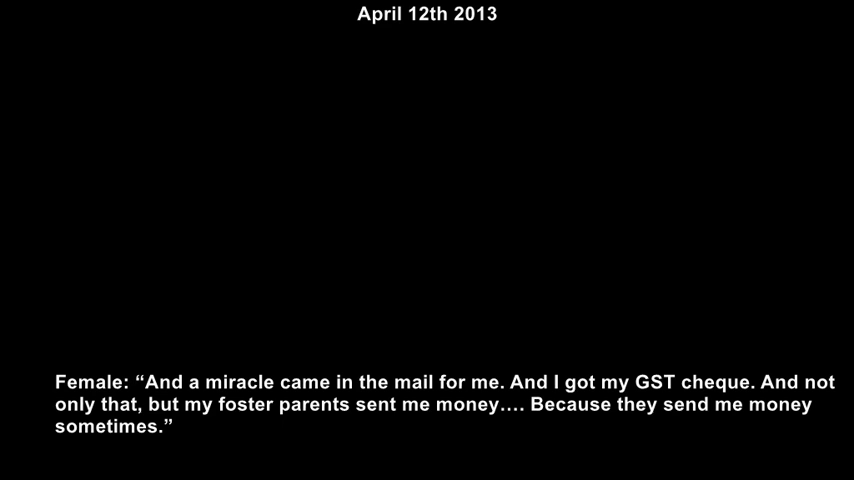 April 12th 2013
Female: “And a miracle came in the mail for me. And I got my GST cheque. And not
only that, but my foster parents sent me money…. Because they send me money
sometimes.”